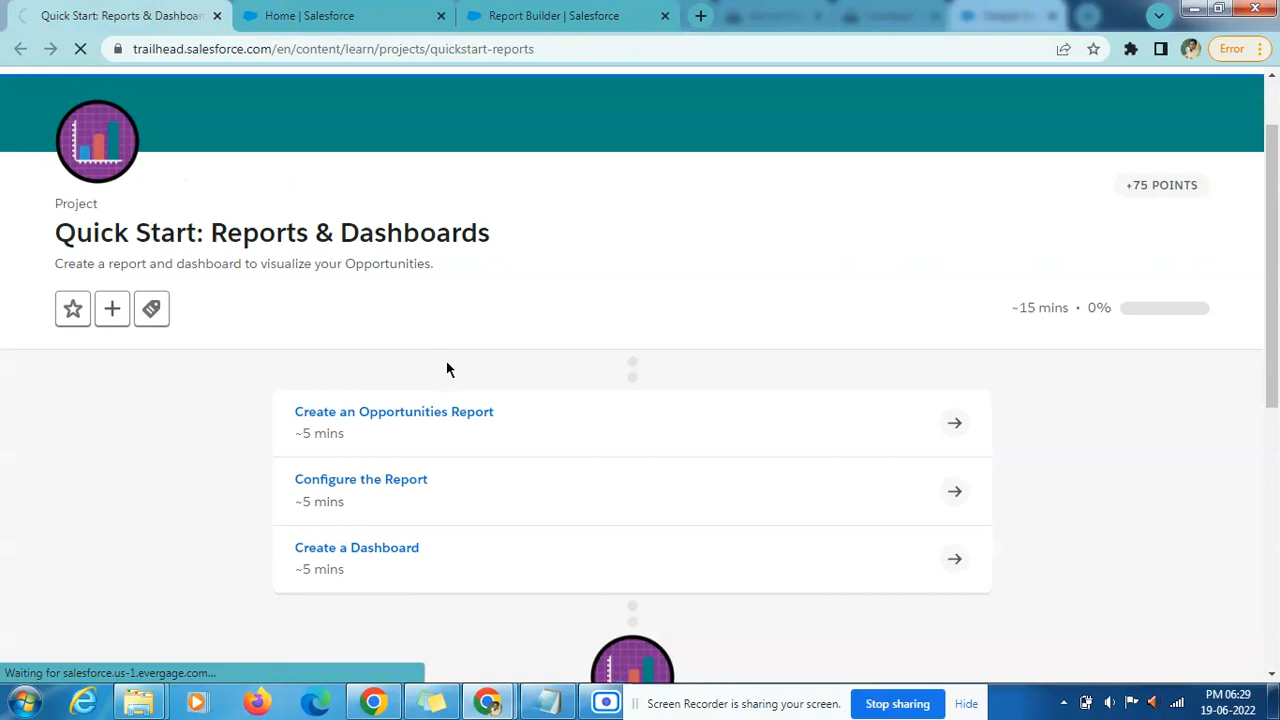 Quick Start: Reports & Dashboar
Home | Salesforce
Report Builder | Salesforce
trailhead.salesforce.com/en/content/learn/projects/quickstart-reports
Error
+75 POINTS
Project
Quick Start: Reports & Dashboards
Create a report and dashboard to visualize your Opportunities.
~15 mins • 0%
Create an Opportunities Report
~5 mins
Configure the Report
~5 mins
Create a Dashboard
~5 mins
Waiting for salesforce.us-1.evergage.com...
Screen Recorder is sharing your screen.
Stop sharing
Hide
PM 06:29
19-06-2022